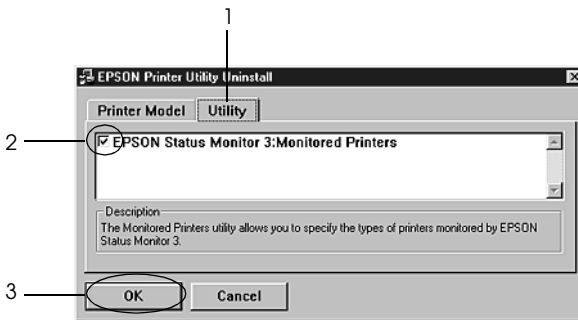 1
EPSON Printer Utility Uninstall
Printer Model Utility
2
EPSON Status Monitor 3:Monitored Printers
Description
The Monitored Printers utility allows you to specify the types of printers monitored by EPSON
Status Monitor 3.
3
OK Cancel